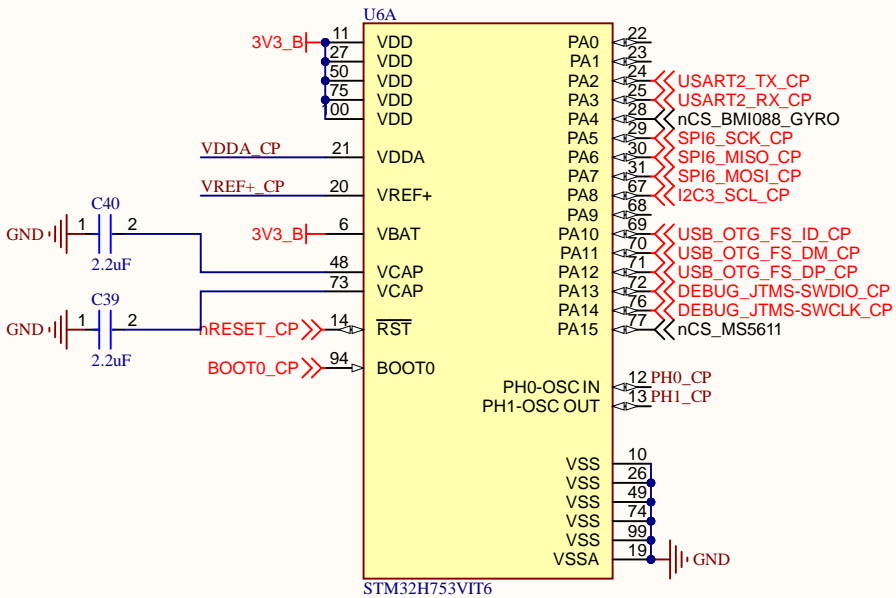 U6A
3V3_B 11 VDD PA0 22
27 VDD PA1 23
50 VDD PA2 24 USART2_TX_CP
75 VDD PA3 25 USART2_RX_CP
100 VDD PA4 28 nCS_BMI088_GYRO
PA5 29 SPI6_SCK_CP
VDDA_CP 21 VDDA PA6 30 SPI6_MISO_CP
PA7 31 SPI6_MOSI_CP
VREF+_CP 20 VREF+ PA8 67 I2C3_SCL_CP
C40
PA9 68
GND 1 2 3V3_B 6 VBAT PA10 69 USB_OTG_FS_ID_CP
2.2uF PA11 70 USB_OTG_FS_DM_CP
48 VCAP PA12 71 USB_OTG_FS_DP_CP
C39 73 VCAP PA13 72 DEBUG_JTMS-SWDIO_CP
PA14 76 DEBUG_JTMS-SWCLK_CP
GND 1 2 nRESET_CP 14 RST PA15 77 nCS_MS5611
2.2uF
BOOT0_CP 94 BOOT0
PH0-OSC IN 12 PH0_CP
PH1-OSC OUT 13 PH1_CP
VSS 10
VSS 26
VSS 49
VSS 74
VSS 99
VSSA 19 GND
STM32H753VIT6